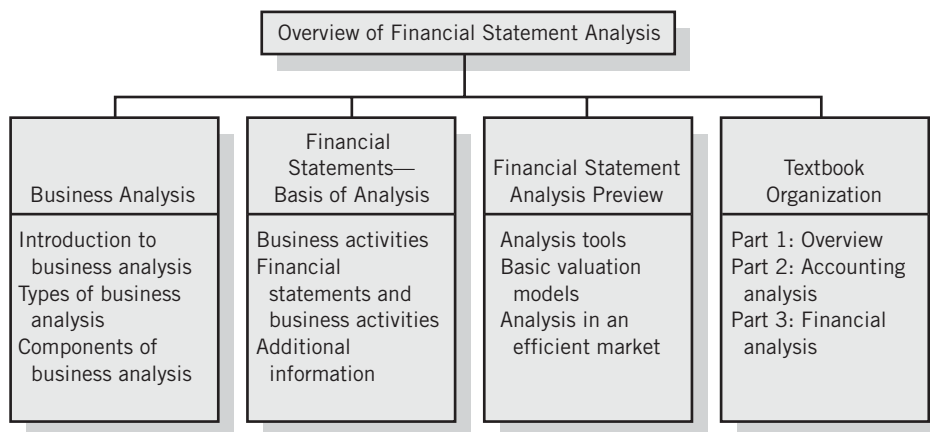 Overview of Financial Statement Analysis
Business Analysis
Introduction to
business analysis
Types of business
analysis
Components of
business analysis
Financial
Statements—
Basis of Analysis
Business activities
Financial
statements and
business activities
Additional
information
Financial Statement
Analysis Preview
Analysis tools
Basic valuation
models
Analysis in an
efficient market
Textbook
Organization
Part 1: Overview
Part 2: Accounting
analysis
Part 3: Financial
analysis